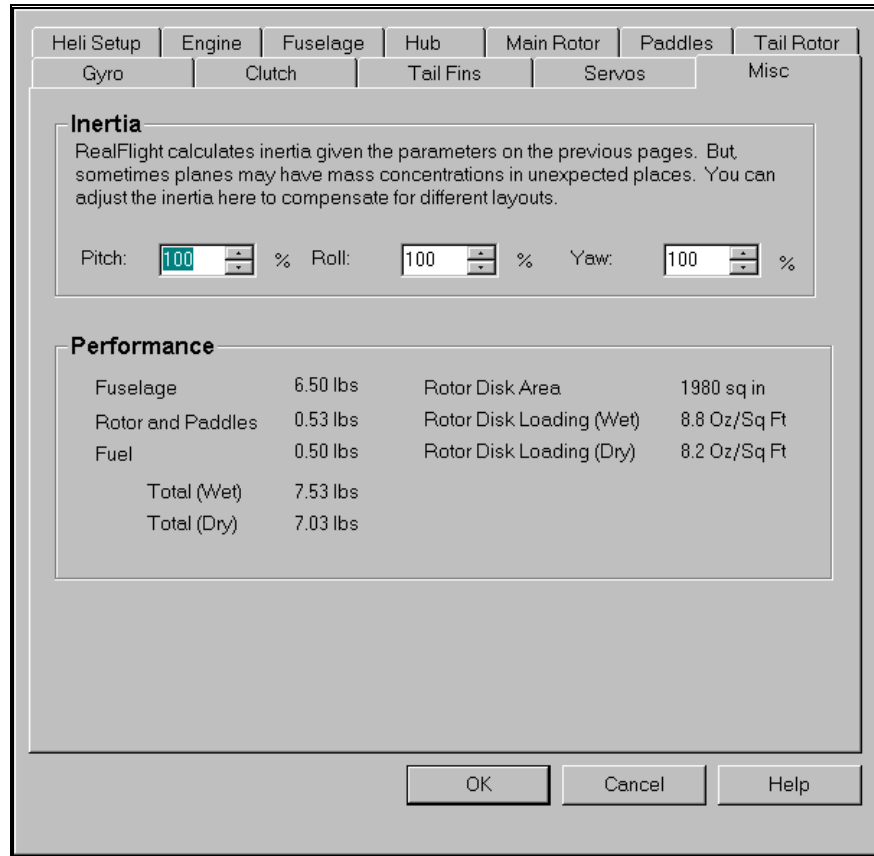 Heli Setup Engine Fuselage Hub Main Rotor Paddles Tail Rotor
Gyro Clutch Tail Fins Servos Misc
Inertia
RealFlight calculates inertia given the parameters on the previous pages. But,
sometimes planes may have mass concentrations in unexpected places. You can
adjust the inertia here to compensate for different layouts.
Pitch: 100 % Roll: 100 % Yaw: 100 %
Performance
Fuselage 6.50 lbs Rotor Disk Area 1980 sq in
Rotor and Paddles 0.53 lbs Rotor Disk Loading (Wet) 8.8 Oz/Sq Ft
Fuel 0.50 lbs Rotor Disk Loading (Dry) 8.2 Oz/Sq Ft
Total (Wet) 7.53 lbs
Total (Dry) 7.03 lbs
OK Cancel Help